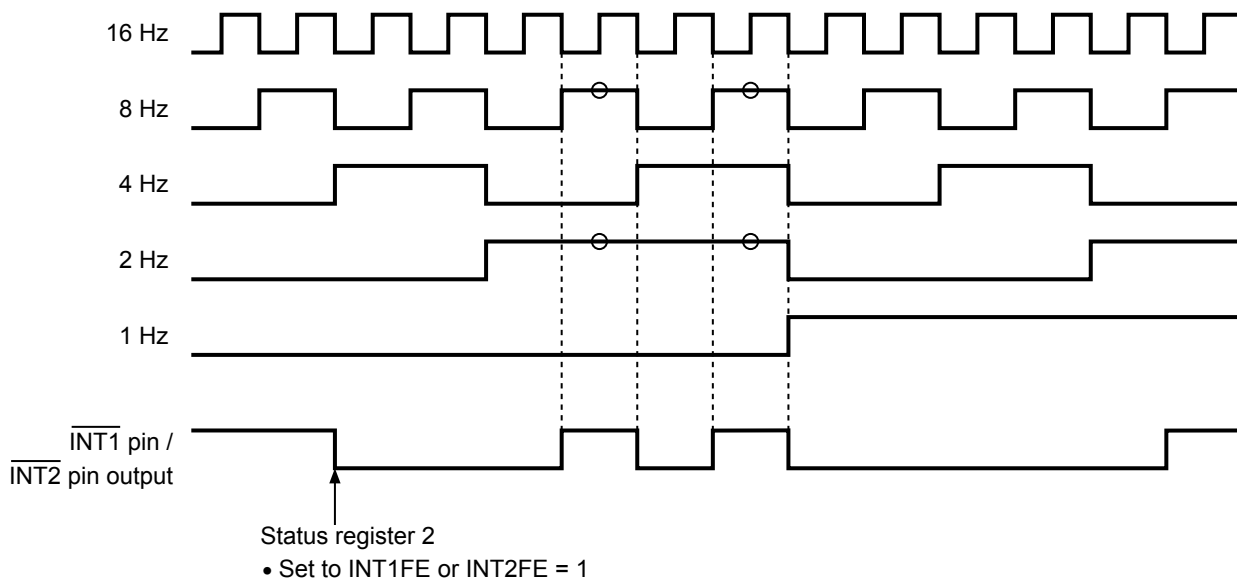 16 Hz
8 Hz
4 Hz
2 Hz
1 Hz
INT1 pin /
INT2 pin output
Status register 2
• Set to INT1FE or INT2FE = 1